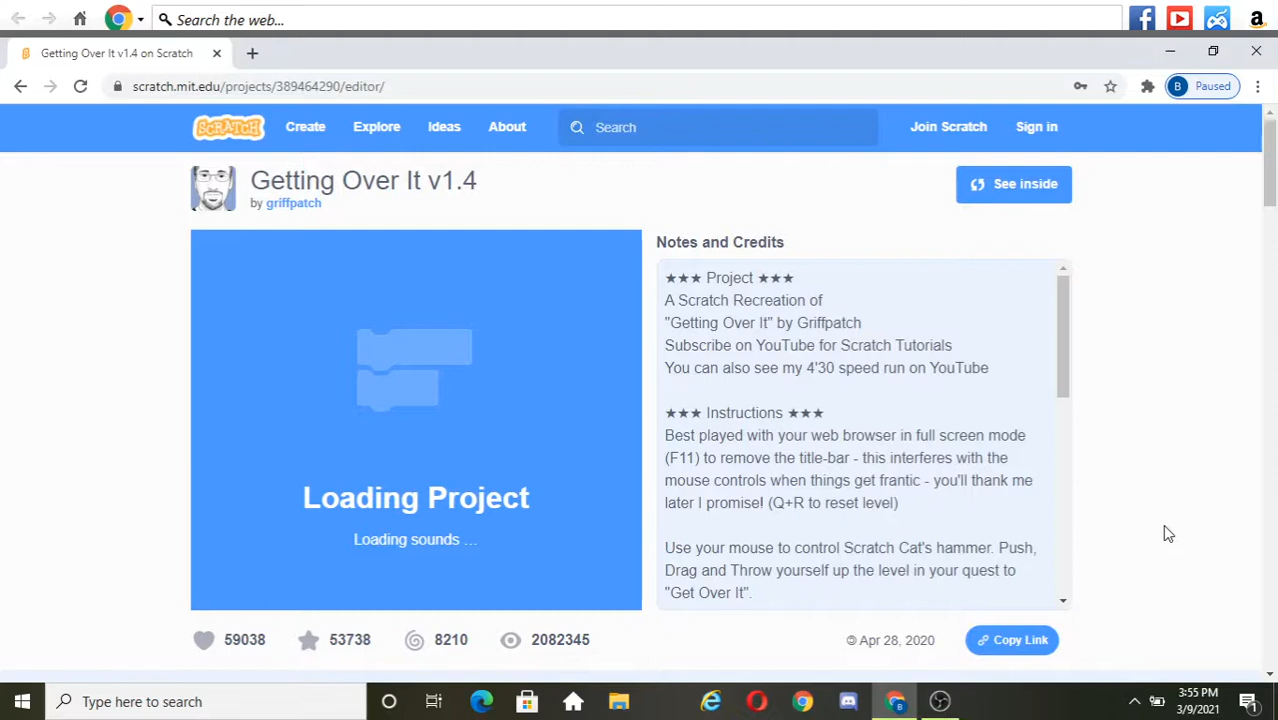 Search the web...
Getting Over It v1.4 on Scratch
scratch.mit.edu/projects/389464290/editor/
B Paused
SCRATCH Create Explore Ideas About Search Join Scratch Sign in
Getting Over It v1.4
by griffpatch
See inside
Loading Project
Loading sounds ...
Notes and Credits
★★★ Project ★★★
A Scratch Recreation of
"Getting Over It" by Griffpatch
Subscribe on YouTube for Scratch Tutorials
You can also see my 4'30 speed run on YouTube
★★★ Instructions ★★★
Best played with your web browser in full screen mode
(F11) to remove the title-bar - this interferes with the
mouse controls when things get frantic - you'll thank me
later I promise! (Q+R to reset level)
Use your mouse to control Scratch Cat's hammer. Push,
Drag and Throw yourself up the level in your quest to
"Get Over It".
59038 53738 8210 2082345
© Apr 28, 2020
Copy Link
Type here to search
3:55 PM
3/9/2021
1